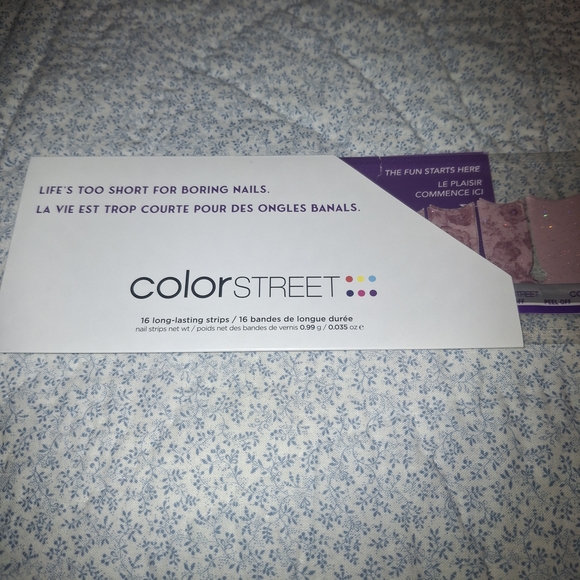 LIFE'S TOO SHORT FOR BORING NAILS.
LA VIE EST TROP COURTE POUR DES ONGLES BANALS.
THE FUN STARTS HERE
LE PLAISIR
COMMENCE ICI
colorSTREET
16 long-lasting strips / 16 bandes de longue durée
nail strips net wt / poids net des bandes de vernis 0.99 g / 0.035 oz e
STREET
PEEL OFF